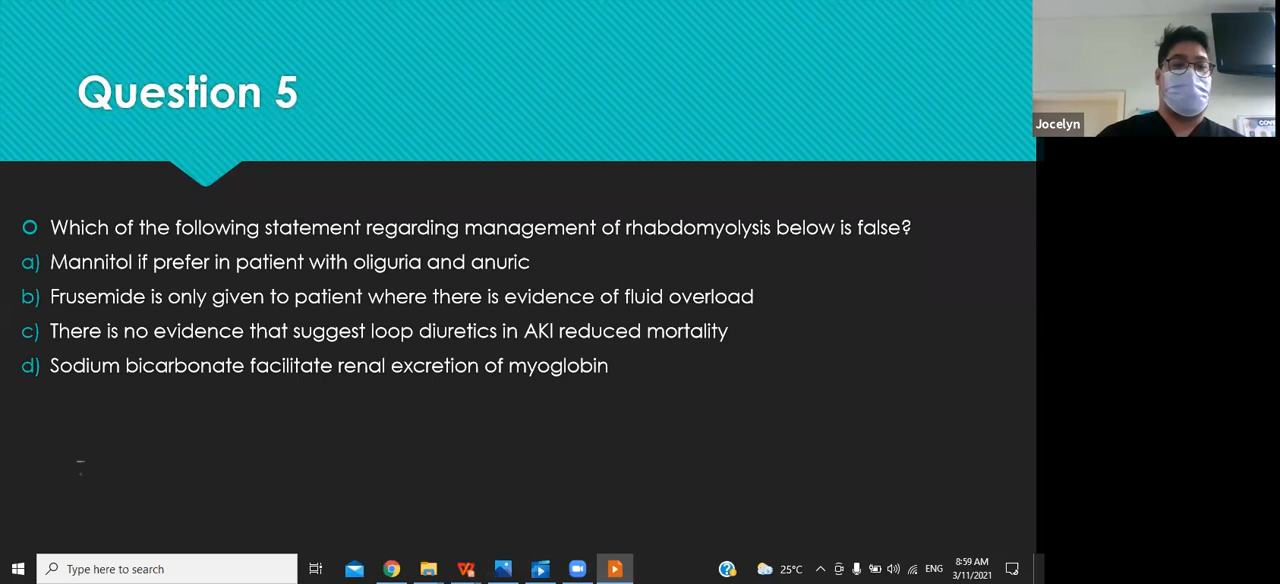 Question 5
Jocelyn
Which of the following statement regarding management of rhabdomyolysis below is false?
a) Mannitol if prefer in patient with oliguria and anuric
b) Frusemide is only given to patient where there is evidence of fluid overload
c) There is no evidence that suggest loop diuretics in AKI reduced mortality
d) Sodium bicarbonate facilitate renal excretion of myoglobin
Type here to search
25°C
ENG
8:59 AM
3/11/2021